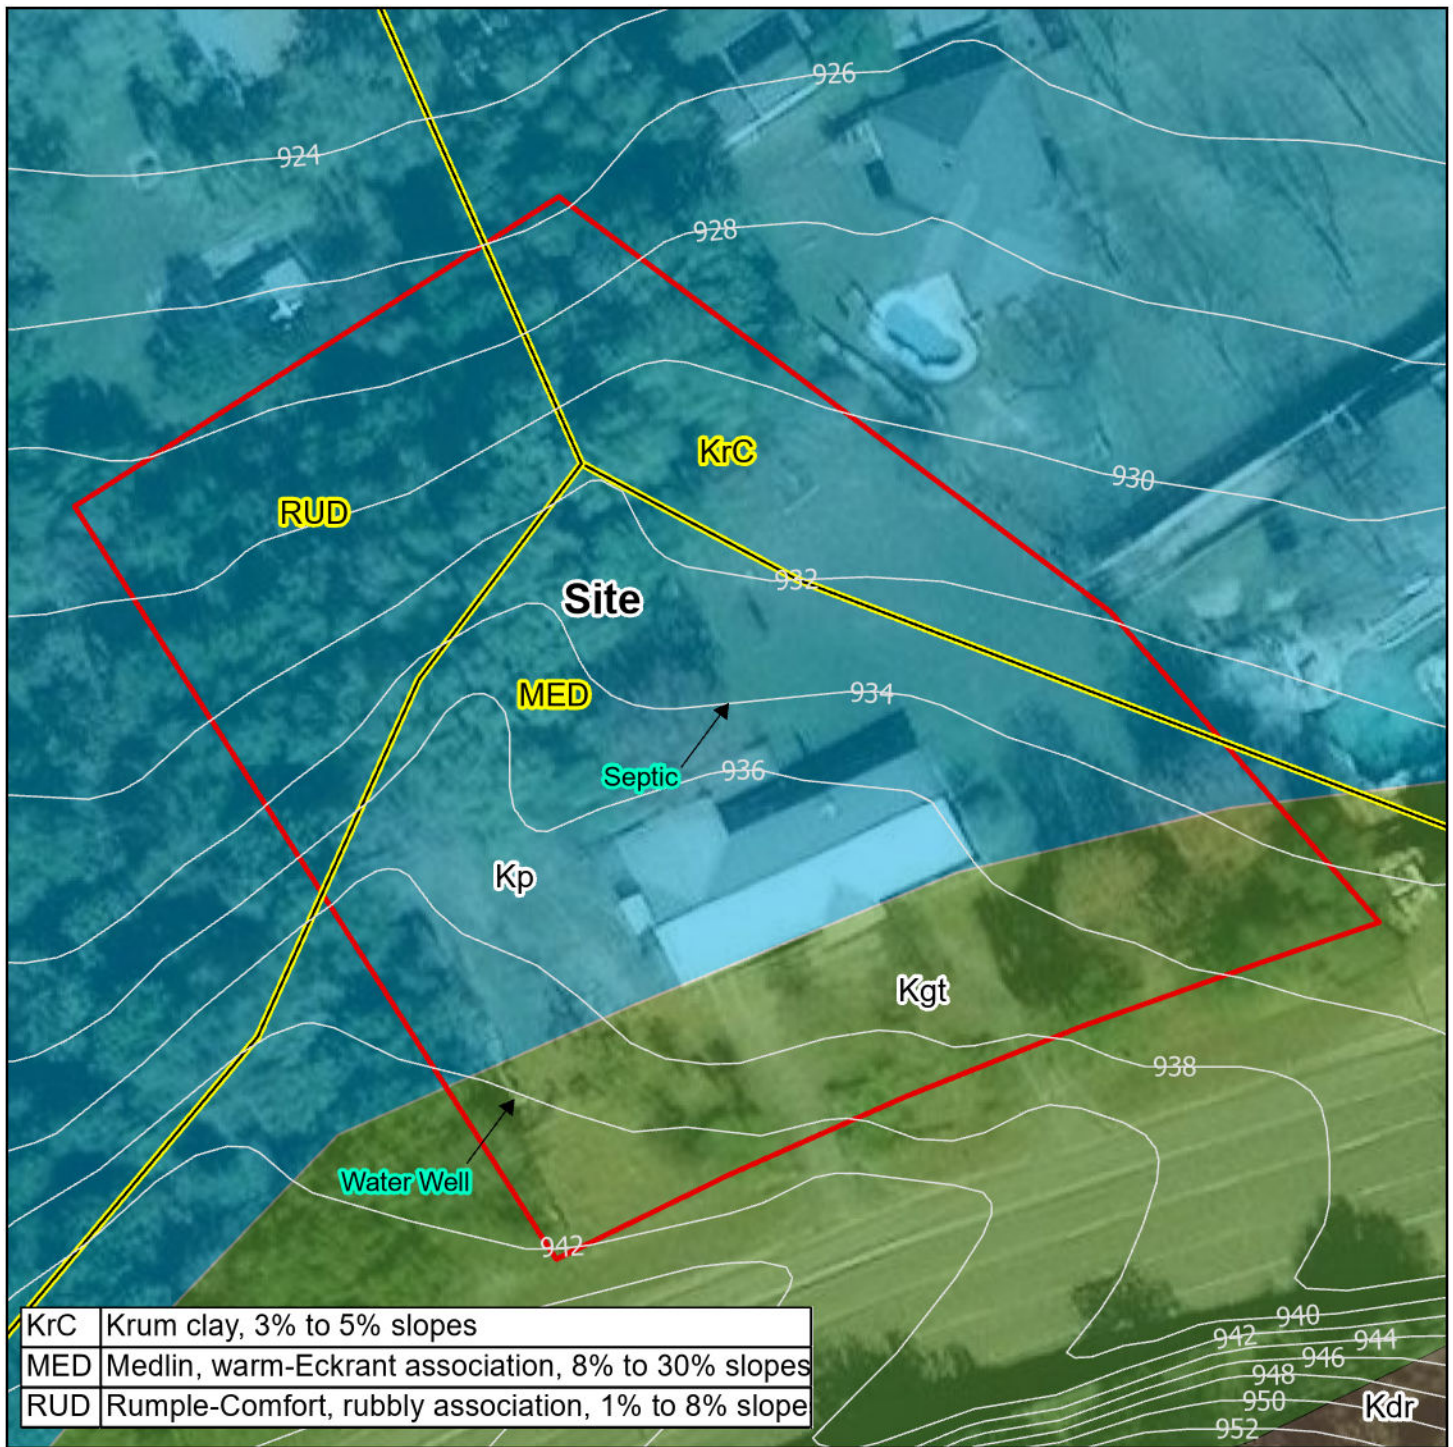 926
924
928
KrC
930
RUD
932
Site
MED
934
Septic
936
Kp
Kgt
938
Water Well
942
KrC Krum clay, 3% to 5% slopes
MED Medlin, warm-Eckrant association, 8% to 30% slopes
RUD Rumple-Comfort, rubbly association, 1% to 8% slope
940
942
944
946
948
950
952
Kdr